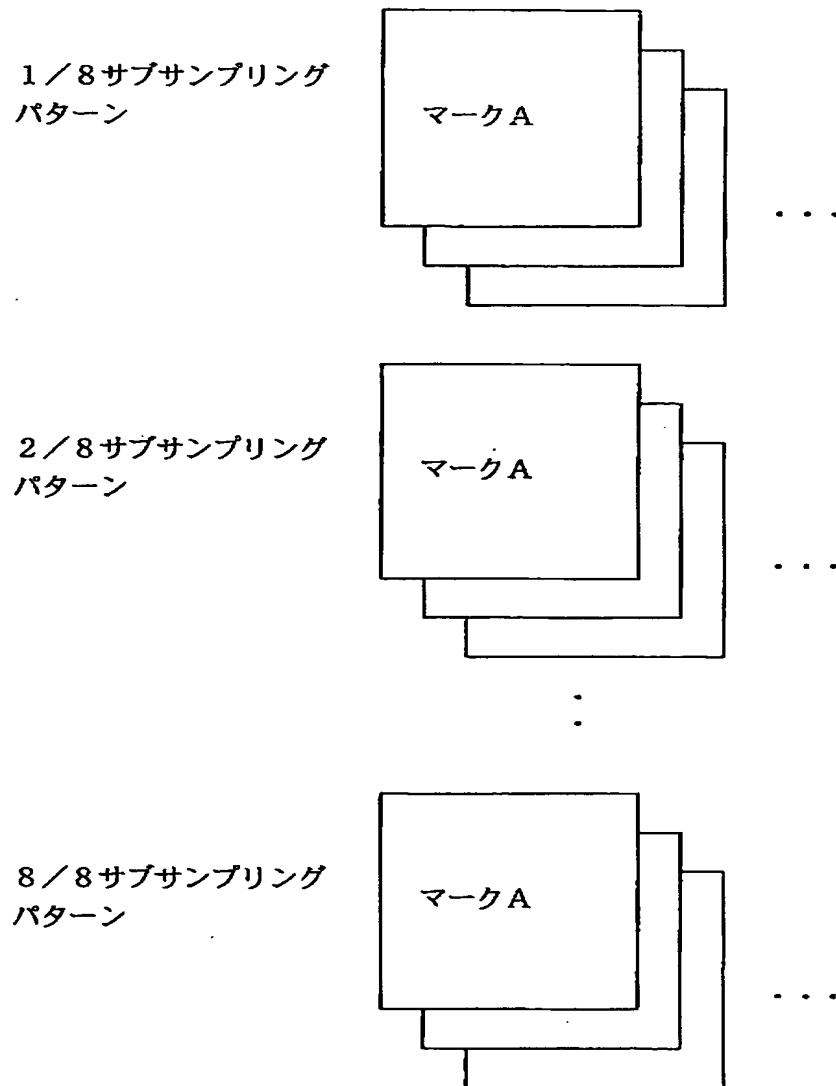 1／8サブサンプリング
パターン
マークA
・・・
2／8サブサンプリング
パターン
マークA
・・・
：
8／8サブサンプリング
パターン
マークA
・・・